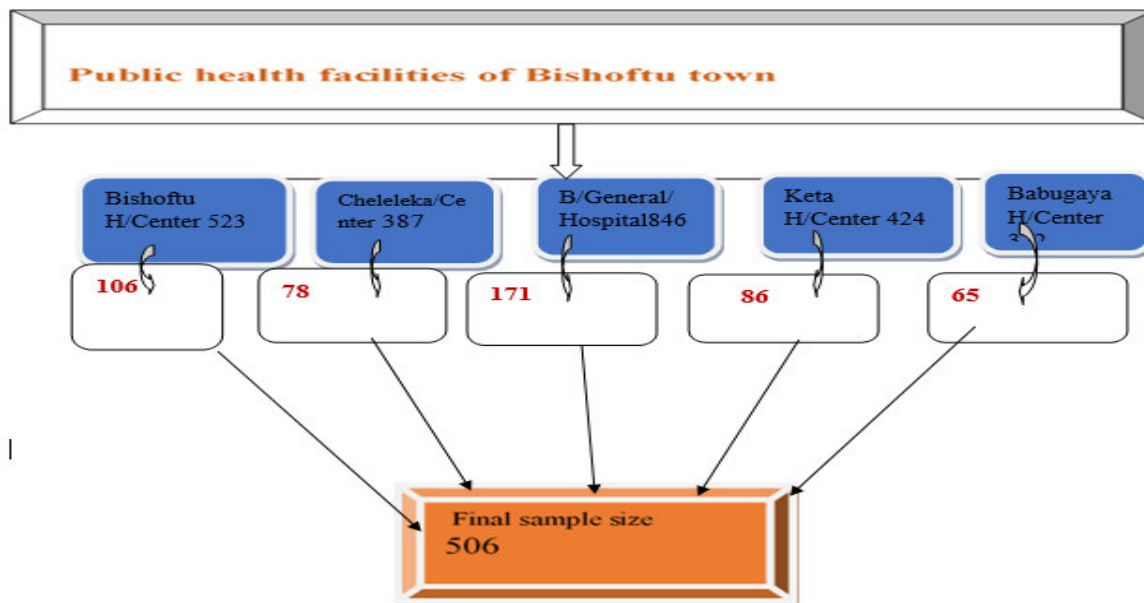 Public health facilities of Bishoftu town
Bishoftu
H/Center 523
Cheleleka/Ce
nter 387
B/General/
Hospital846
Keta
H/Center 424
Babugaya
H/Center
106
78
171
86
65
Final sample size
506